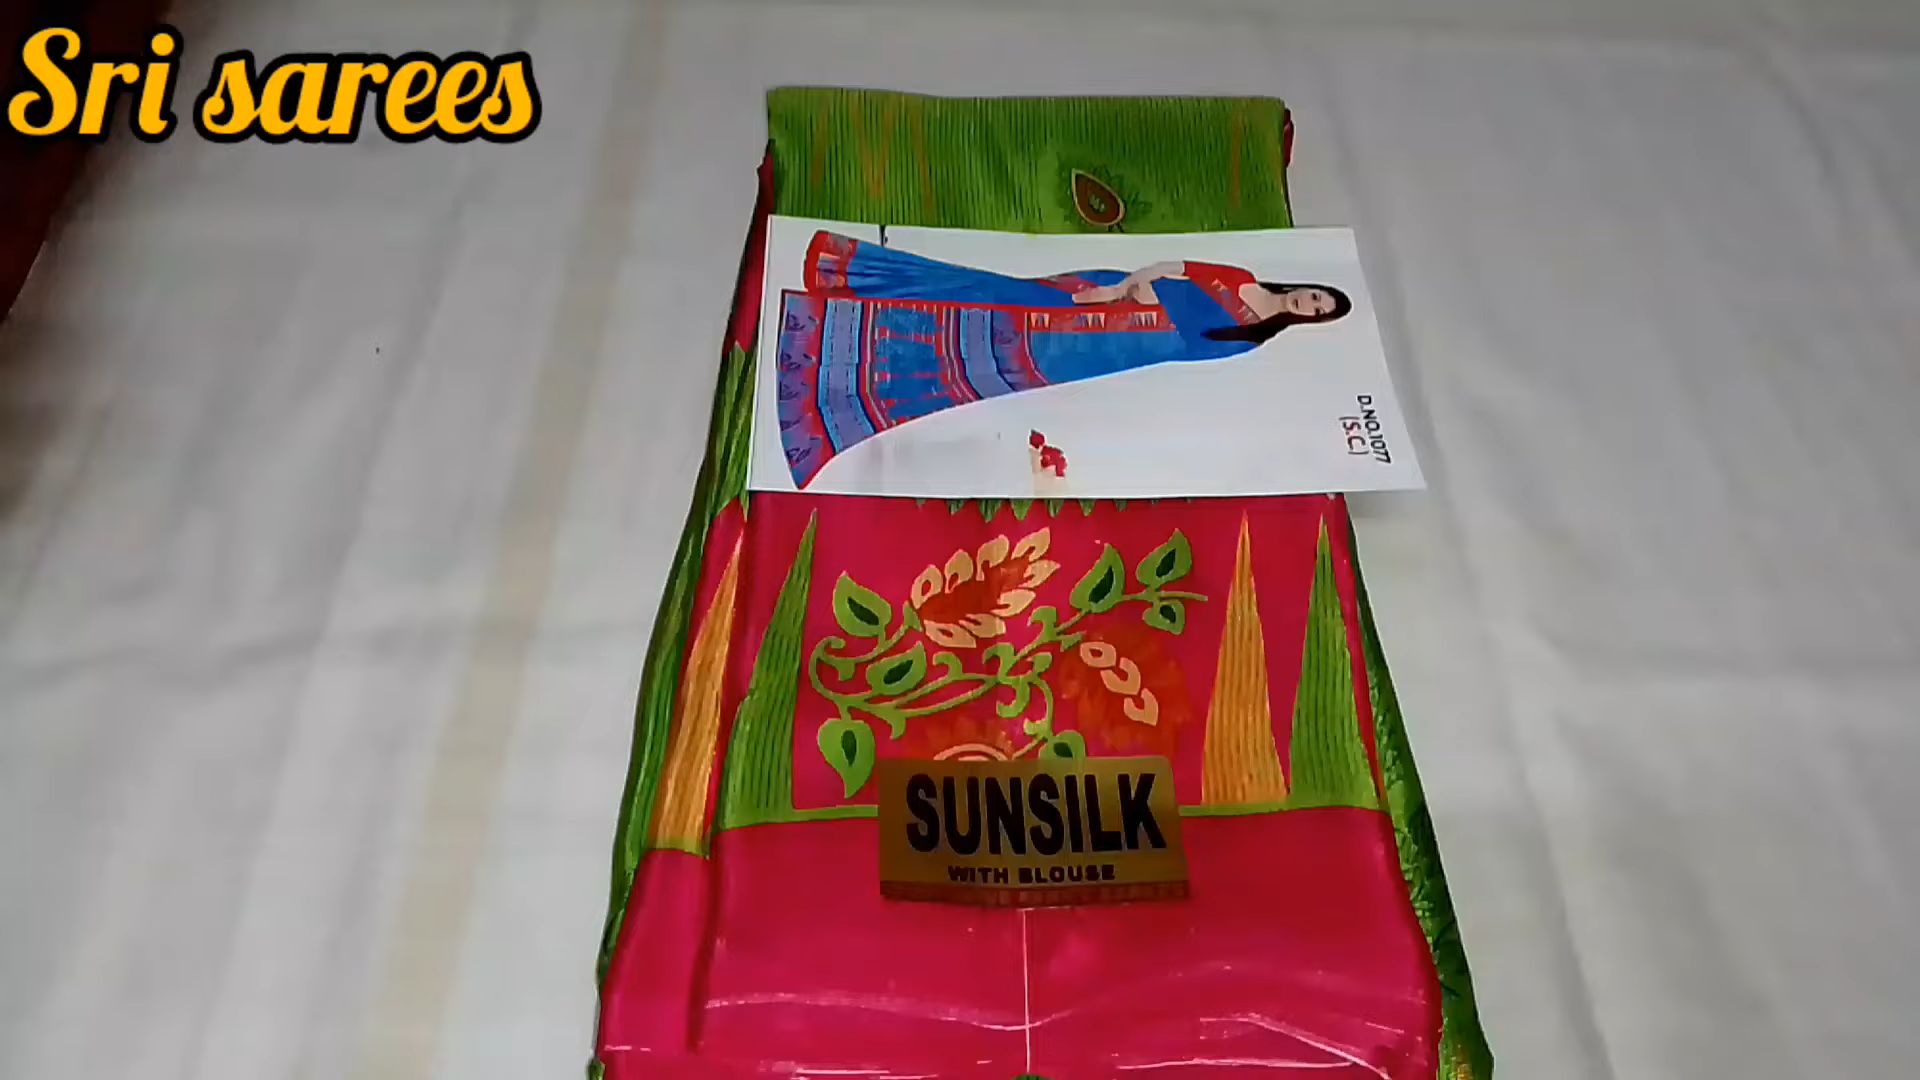 Sri sarees
D.NO.1077
(S.C.)
SUNSILK
WITH BLOUSE